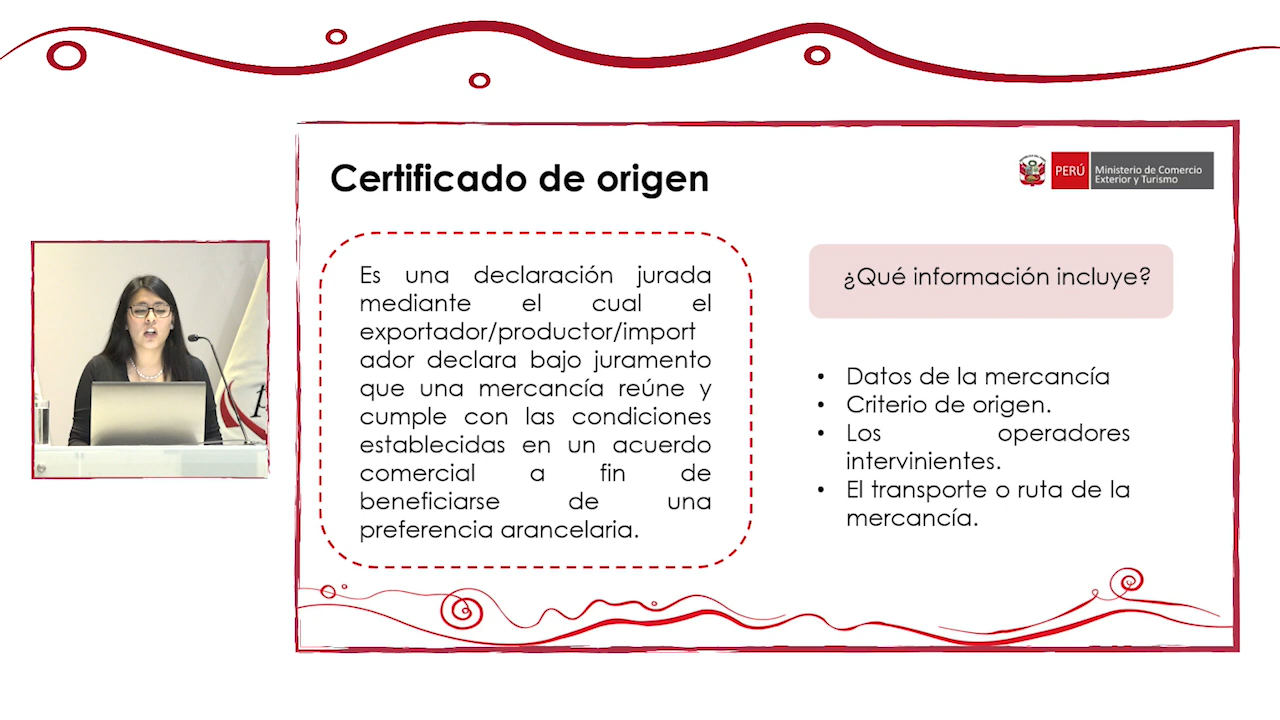 Certificado de origen
PERÚ
Ministerio de Comercio
Exterior y Turismo
Es una declaración jurada
mediante el cual el
exportador/productor/import
ador declara bajo juramento
que una mercancía reúne y
cumple con las condiciones
establecidas en un acuerdo
comercial a fin de
beneficiarse de una
preferencia arancelaria.
¿Qué información incluye?
• Datos de la mercancía
• Criterio de origen.
• Los operadores
intervinientes.
• El transporte o ruta de la
mercancía.